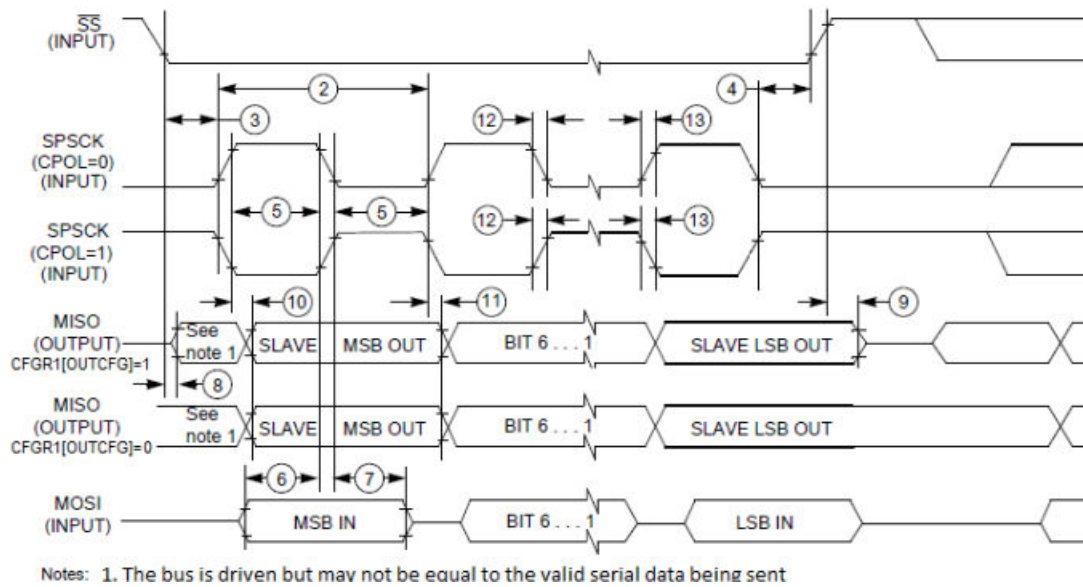 SS
(INPUT)
2
4
3
12
13
SPSCK
(CPOL=0)
(INPUT)
5
5
SPSCK
(CPOL=1)
(INPUT)
12
13
10
11
9
MISO
(OUTPUT)
CFGR1[OUTCFG]=1
See
note 1
SLAVE
MSB OUT
BIT 6 . . . 1
SLAVE LSB OUT
8
MISO
(OUTPUT)
CFGR1[OUTCFG]=0
See
note 1
SLAVE
MSB OUT
BIT 6 . . . 1
SLAVE LSB OUT
6
7
MOSI
(INPUT)
MSB IN
BIT 6 . . . 1
LSB IN
Notes: 1. The bus is driven but may not be equal to the valid serial data being sent